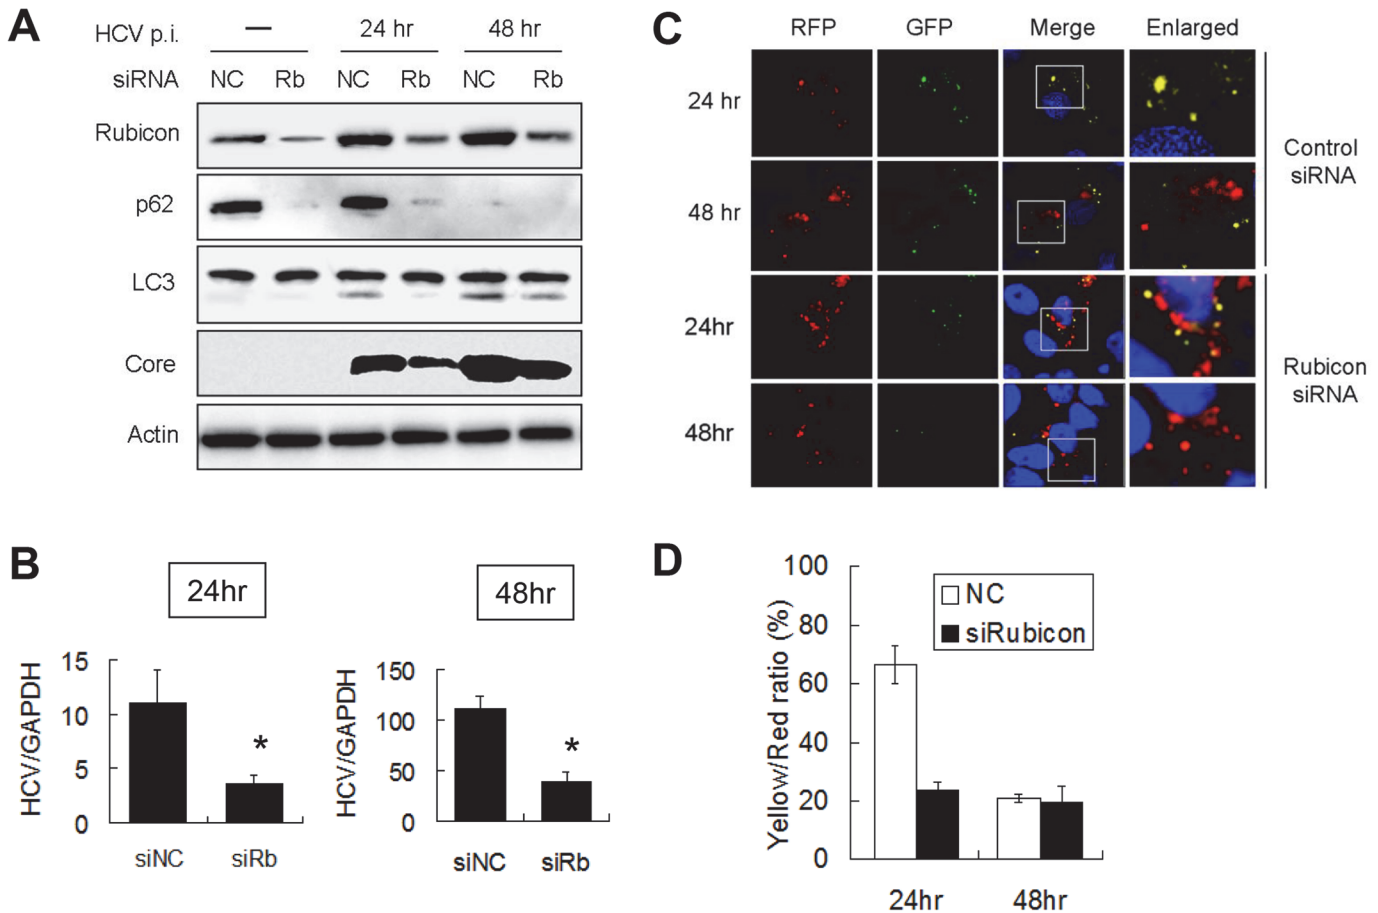 A
HCV p.i. — 24 hr 48 hr
siRNA NC Rb NC Rb NC Rb
Rubicon
p62
LC3
Core
Actin
B
24hr
HCV/GAPDH
15
10
5
0
siNC siRb
*
48hr
HCV/GAPDH
150
100
50
0
siNC siRb
*
C
RFP GFP Merge Enlarged
24 hr
48 hr
Control
siRNA
24hr
48hr
Rubicon
siRNA
D
Yellow/Red ratio (%)
100
80
60
40
20
0
NC
siRubicon
24hr 48hr